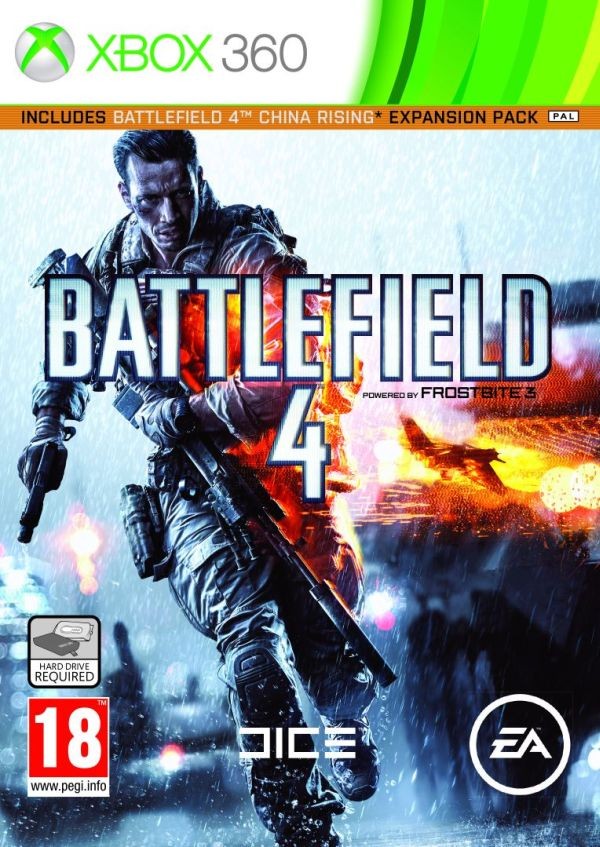 XBOX 360
INCLUDES BATTLEFIELD 4™ CHINA RISING* EXPANSION PACK PAL
BATTLEFIELD
POWERED BY FROSTBITE 3
4
HARD DRIVE
REQUIRED
18™
www.pegi.info
DICE
EA